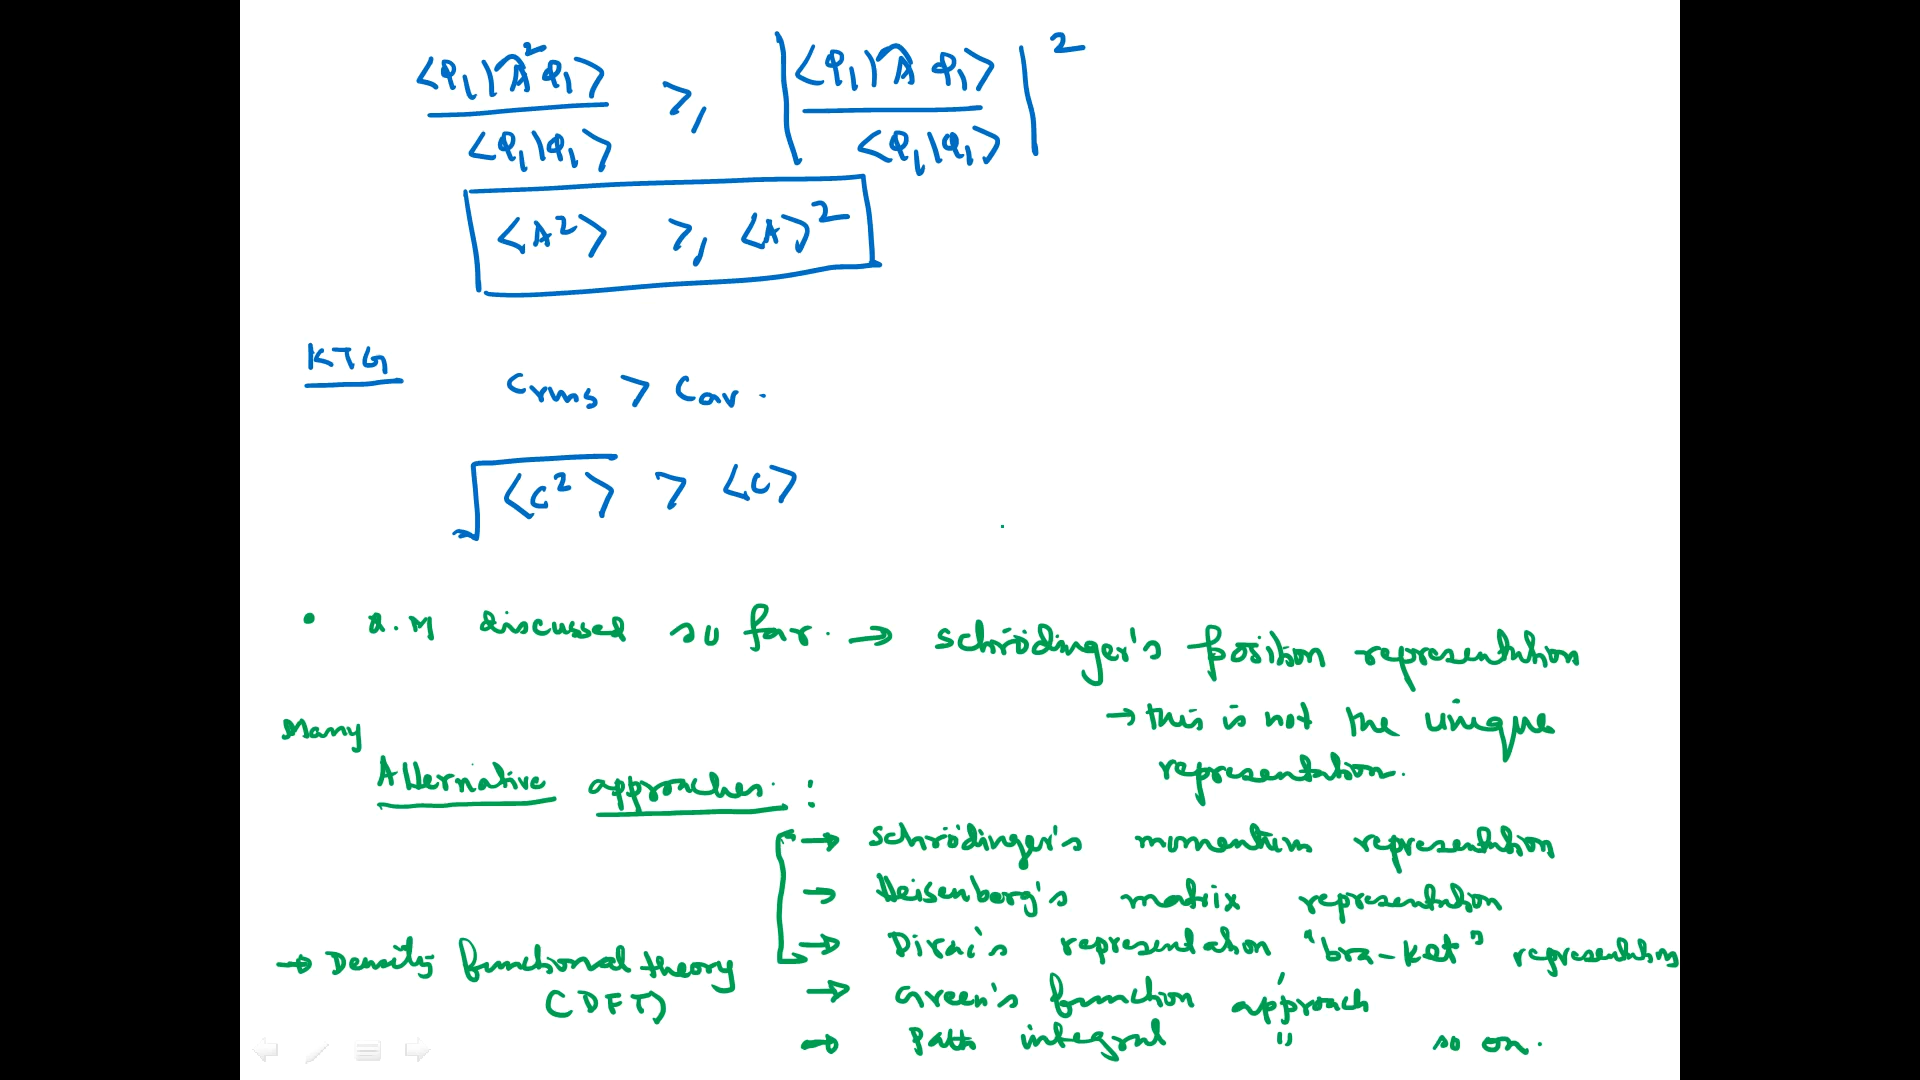 <φ₁|Â²φ₁> / <φ₁|φ₁> ≥ |<φ₁|Â φ₁> / <φ₁|φ₁>|²
<A²> ≥ <A>²
KTG
Crms > Cav.
√<C²> > <C>
• Q.M discussed so far. → Schrödinger's position representation
→ this is not the unique
representation.
Many
Alternative approaches :
→ Schrödinger's momentum representation
→ Heisenberg's matrix representation
→ Dirac's representation "bra-ket" representation
→ Green's function approach
→ Path integral " so on.
→ Density functional theory
(DFT)